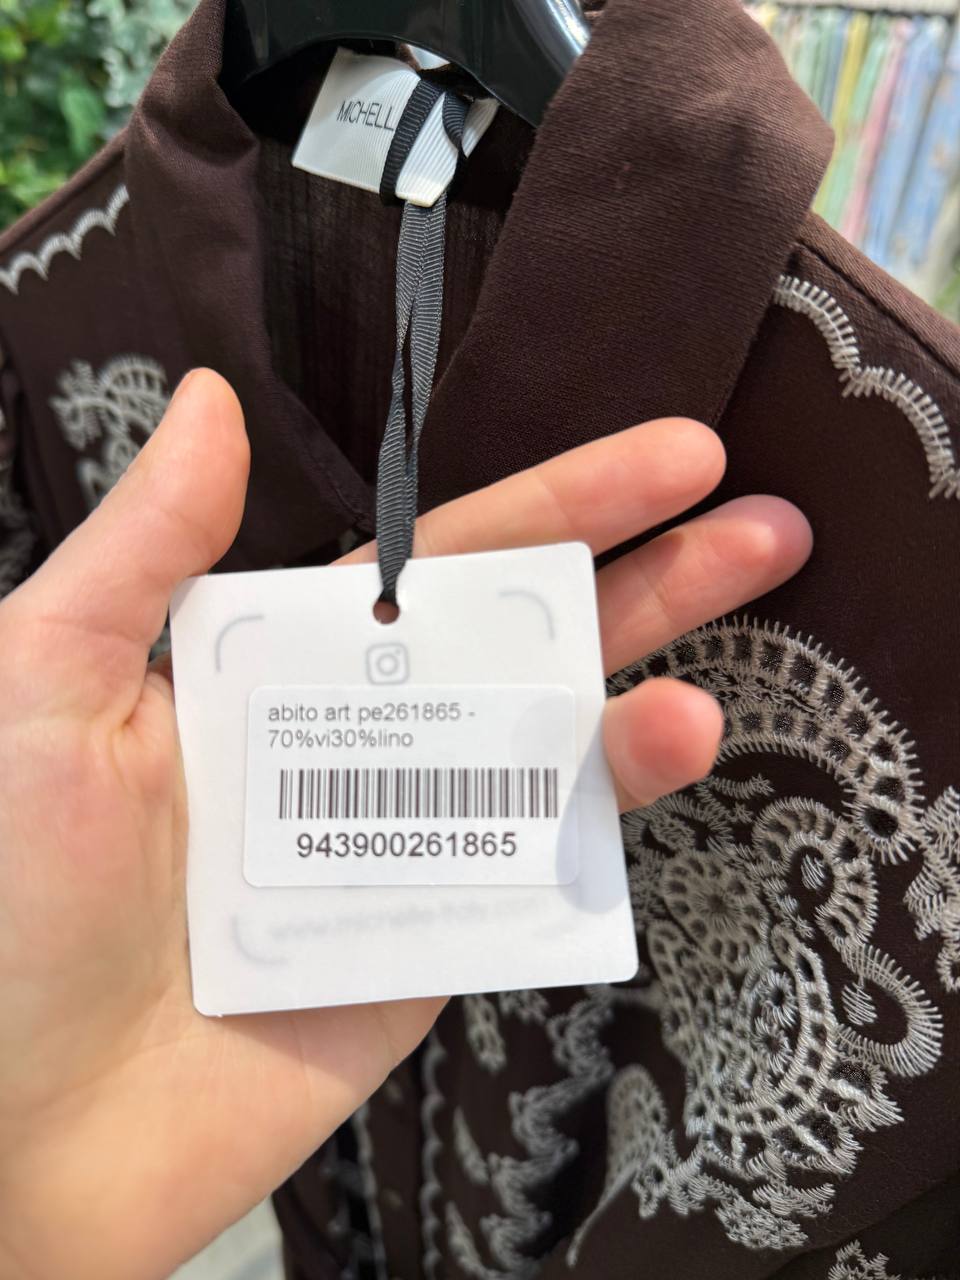 MICHELL
abito art pe261865 -
70%vi30%lino
943900261865